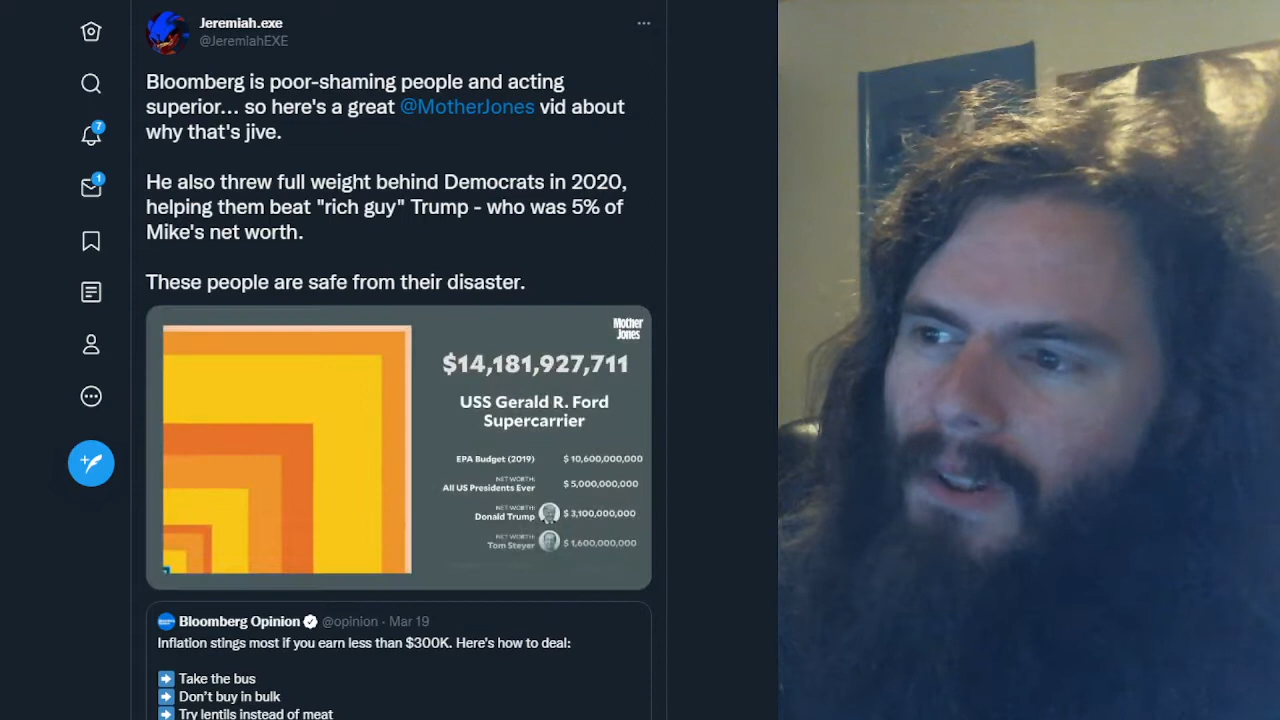 Jeremiah.exe
@JeremiahEXE
Bloomberg is poor-shaming people and acting
superior... so here's a great @MotherJones vid about
why that's jive.
He also threw full weight behind Democrats in 2020,
helping them beat "rich guy" Trump - who was 5% of
Mike's net worth.
These people are safe from their disaster.
Mother
Jones
$14,181,927,711
USS Gerald R. Ford
Supercarrier
EPA Budget (2019) $10,600,000,000
NET WORTH:
All US Presidents Ever $5,000,000,000
NET WORTH:
Donald Trump $3,100,000,000
NET WORTH:
Tom Steyer $1,600,000,000
Bloomberg Opinion @opinion · Mar 19
Inflation stings most if you earn less than $300K. Here's how to deal:
Take the bus
Don't buy in bulk
Try lentils instead of meat
7
1